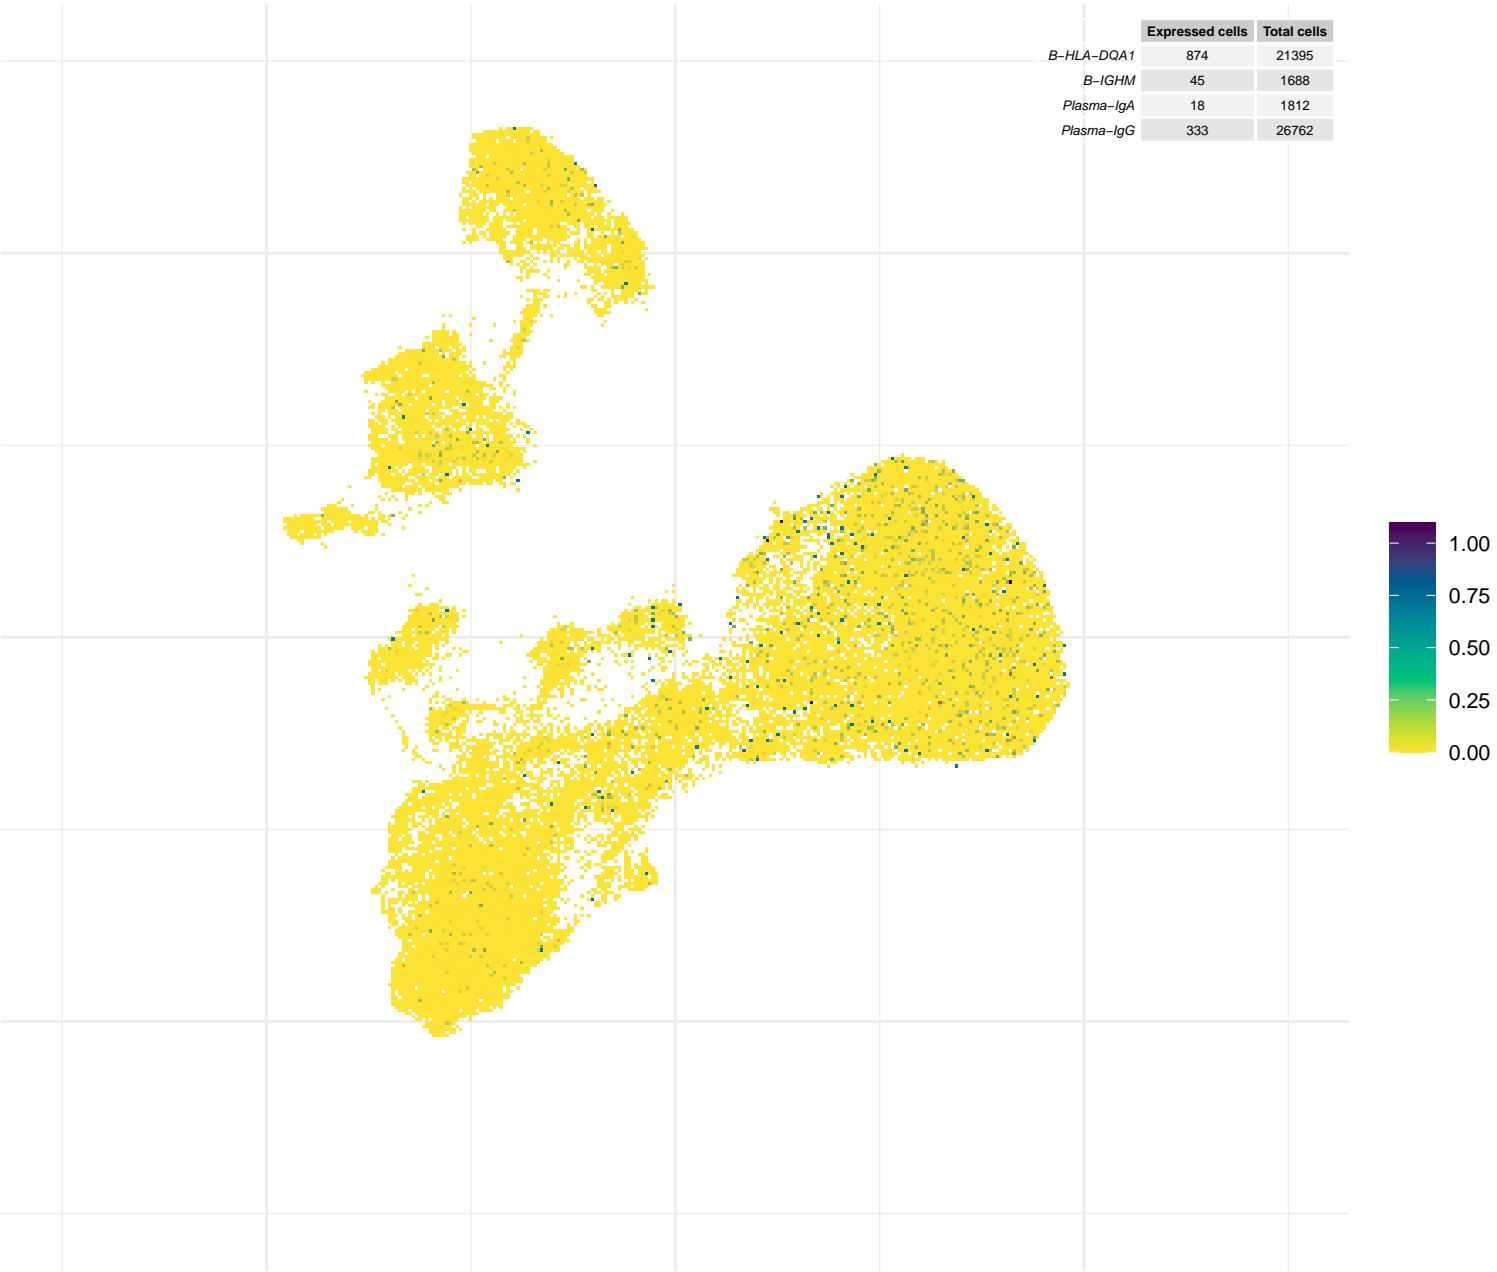 Expressed cells Total cells
B−HLA−DQA1 874 21395
B−IGHM 45 1688
Plasma−IgA 18 1812
Plasma−IgG 333 26762
1.00
0.75
0.50
0.25
0.00